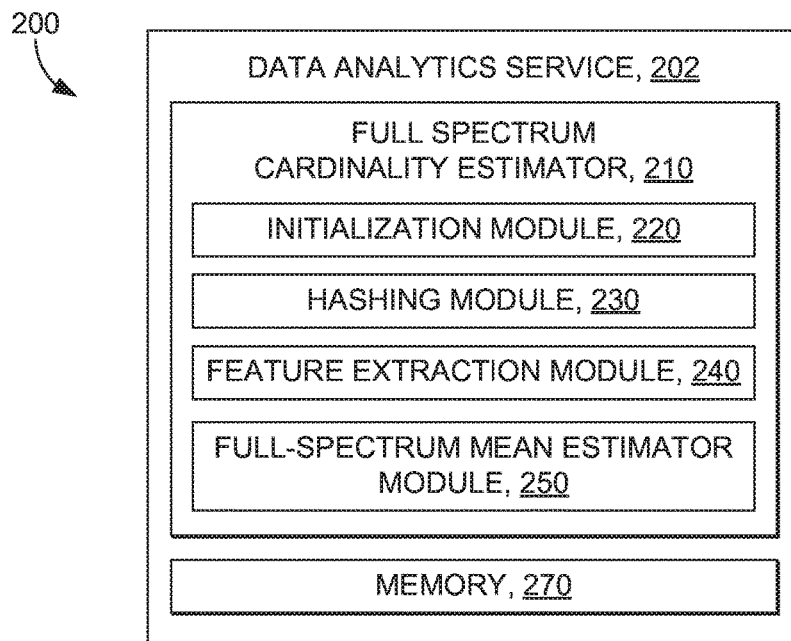 200
DATA ANALYTICS SERVICE, 202
FULL SPECTRUM
CARDINALITY ESTIMATOR, 210
INITIALIZATION MODULE, 220
HASHING MODULE, 230
FEATURE EXTRACTION MODULE, 240
FULL-SPECTRUM MEAN ESTIMATOR
MODULE, 250
MEMORY, 270